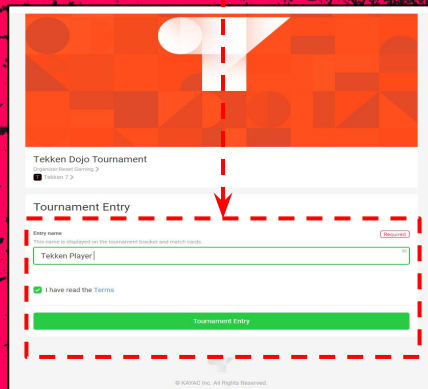 Tekken Dojo Tournament
Organizer Reset Gaming >
Tekken 7 >
Tournament Entry
Entry name
Required
This name is displayed on the tournament bracket and match cards.
Tekken Player
I have read the Terms
Tournament Entry
© KAYAC Inc. All Rights Reserved.